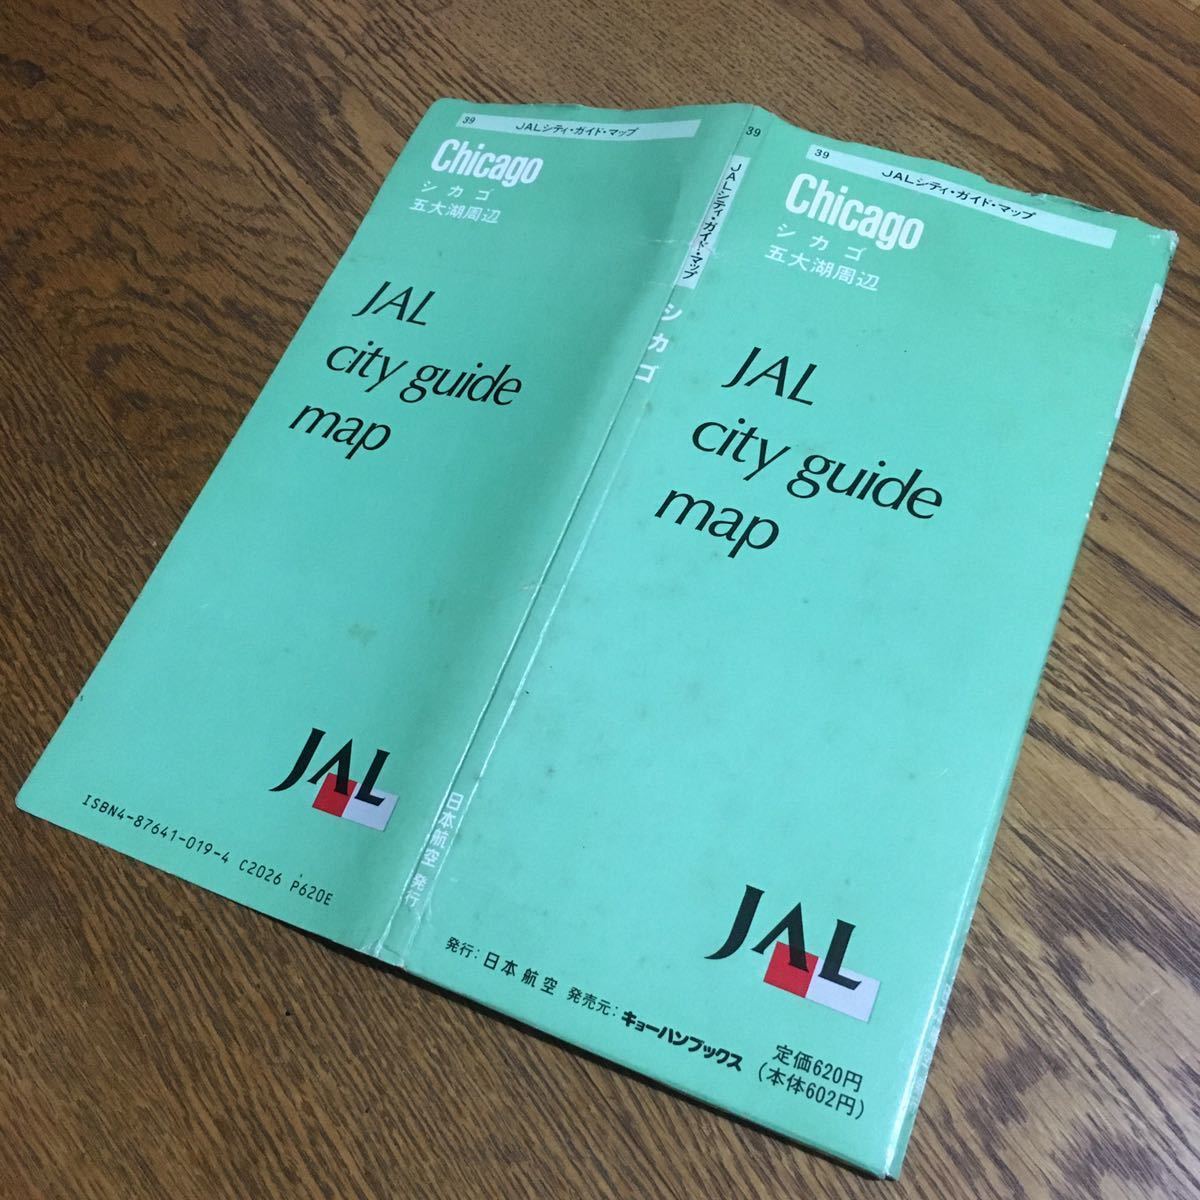 39
JALシティ・ガイド・マップ
Chicago
シカゴ
五大湖周辺
JAL
city guide
map
JAL
ISBN4-87641-019-4 C2026 P620E
39
JALシティ・ガイド・マップ
シカゴ
日本航空 発行
39
JALシティ・ガイド・マップ
Chicago
シカゴ
五大湖周辺
JAL
city guide
map
JAL
発行:日本航空 発売元:キョーハンブックス
定価620円
(本体602円)